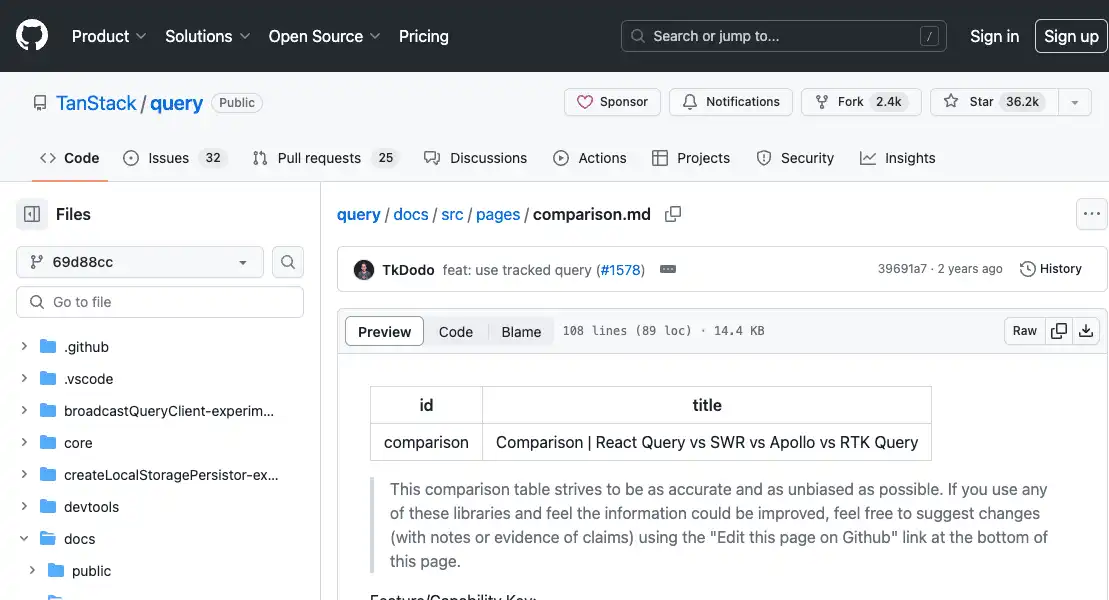 Product Solutions Open Source Pricing Search or jump to... / Sign in Sign up
TanStack / query Public Sponsor Notifications Fork 2.4k Star 36.2k
Code Issues 32 Pull requests 25 Discussions Actions Projects Security Insights
Files
69d88cc
Go to file
.github
.vscode
broadcastQueryClient-experim...
core
createLocalStoragePersistor-ex...
devtools
docs
public
query / docs / src / pages / comparison.md
TkDodo feat: use tracked query (#1578) 39691a7 · 2 years ago History
Preview Code Blame 108 lines (89 loc) · 14.4 KB Raw
id title
comparison Comparison | React Query vs SWR vs Apollo vs RTK Query
This comparison table strives to be as accurate and as unbiased as possible. If you use any
of these libraries and feel the information could be improved, feel free to suggest changes
(with notes or evidence of claims) using the "Edit this page on Github" link at the bottom of
this page.
Feature/Capability Key: